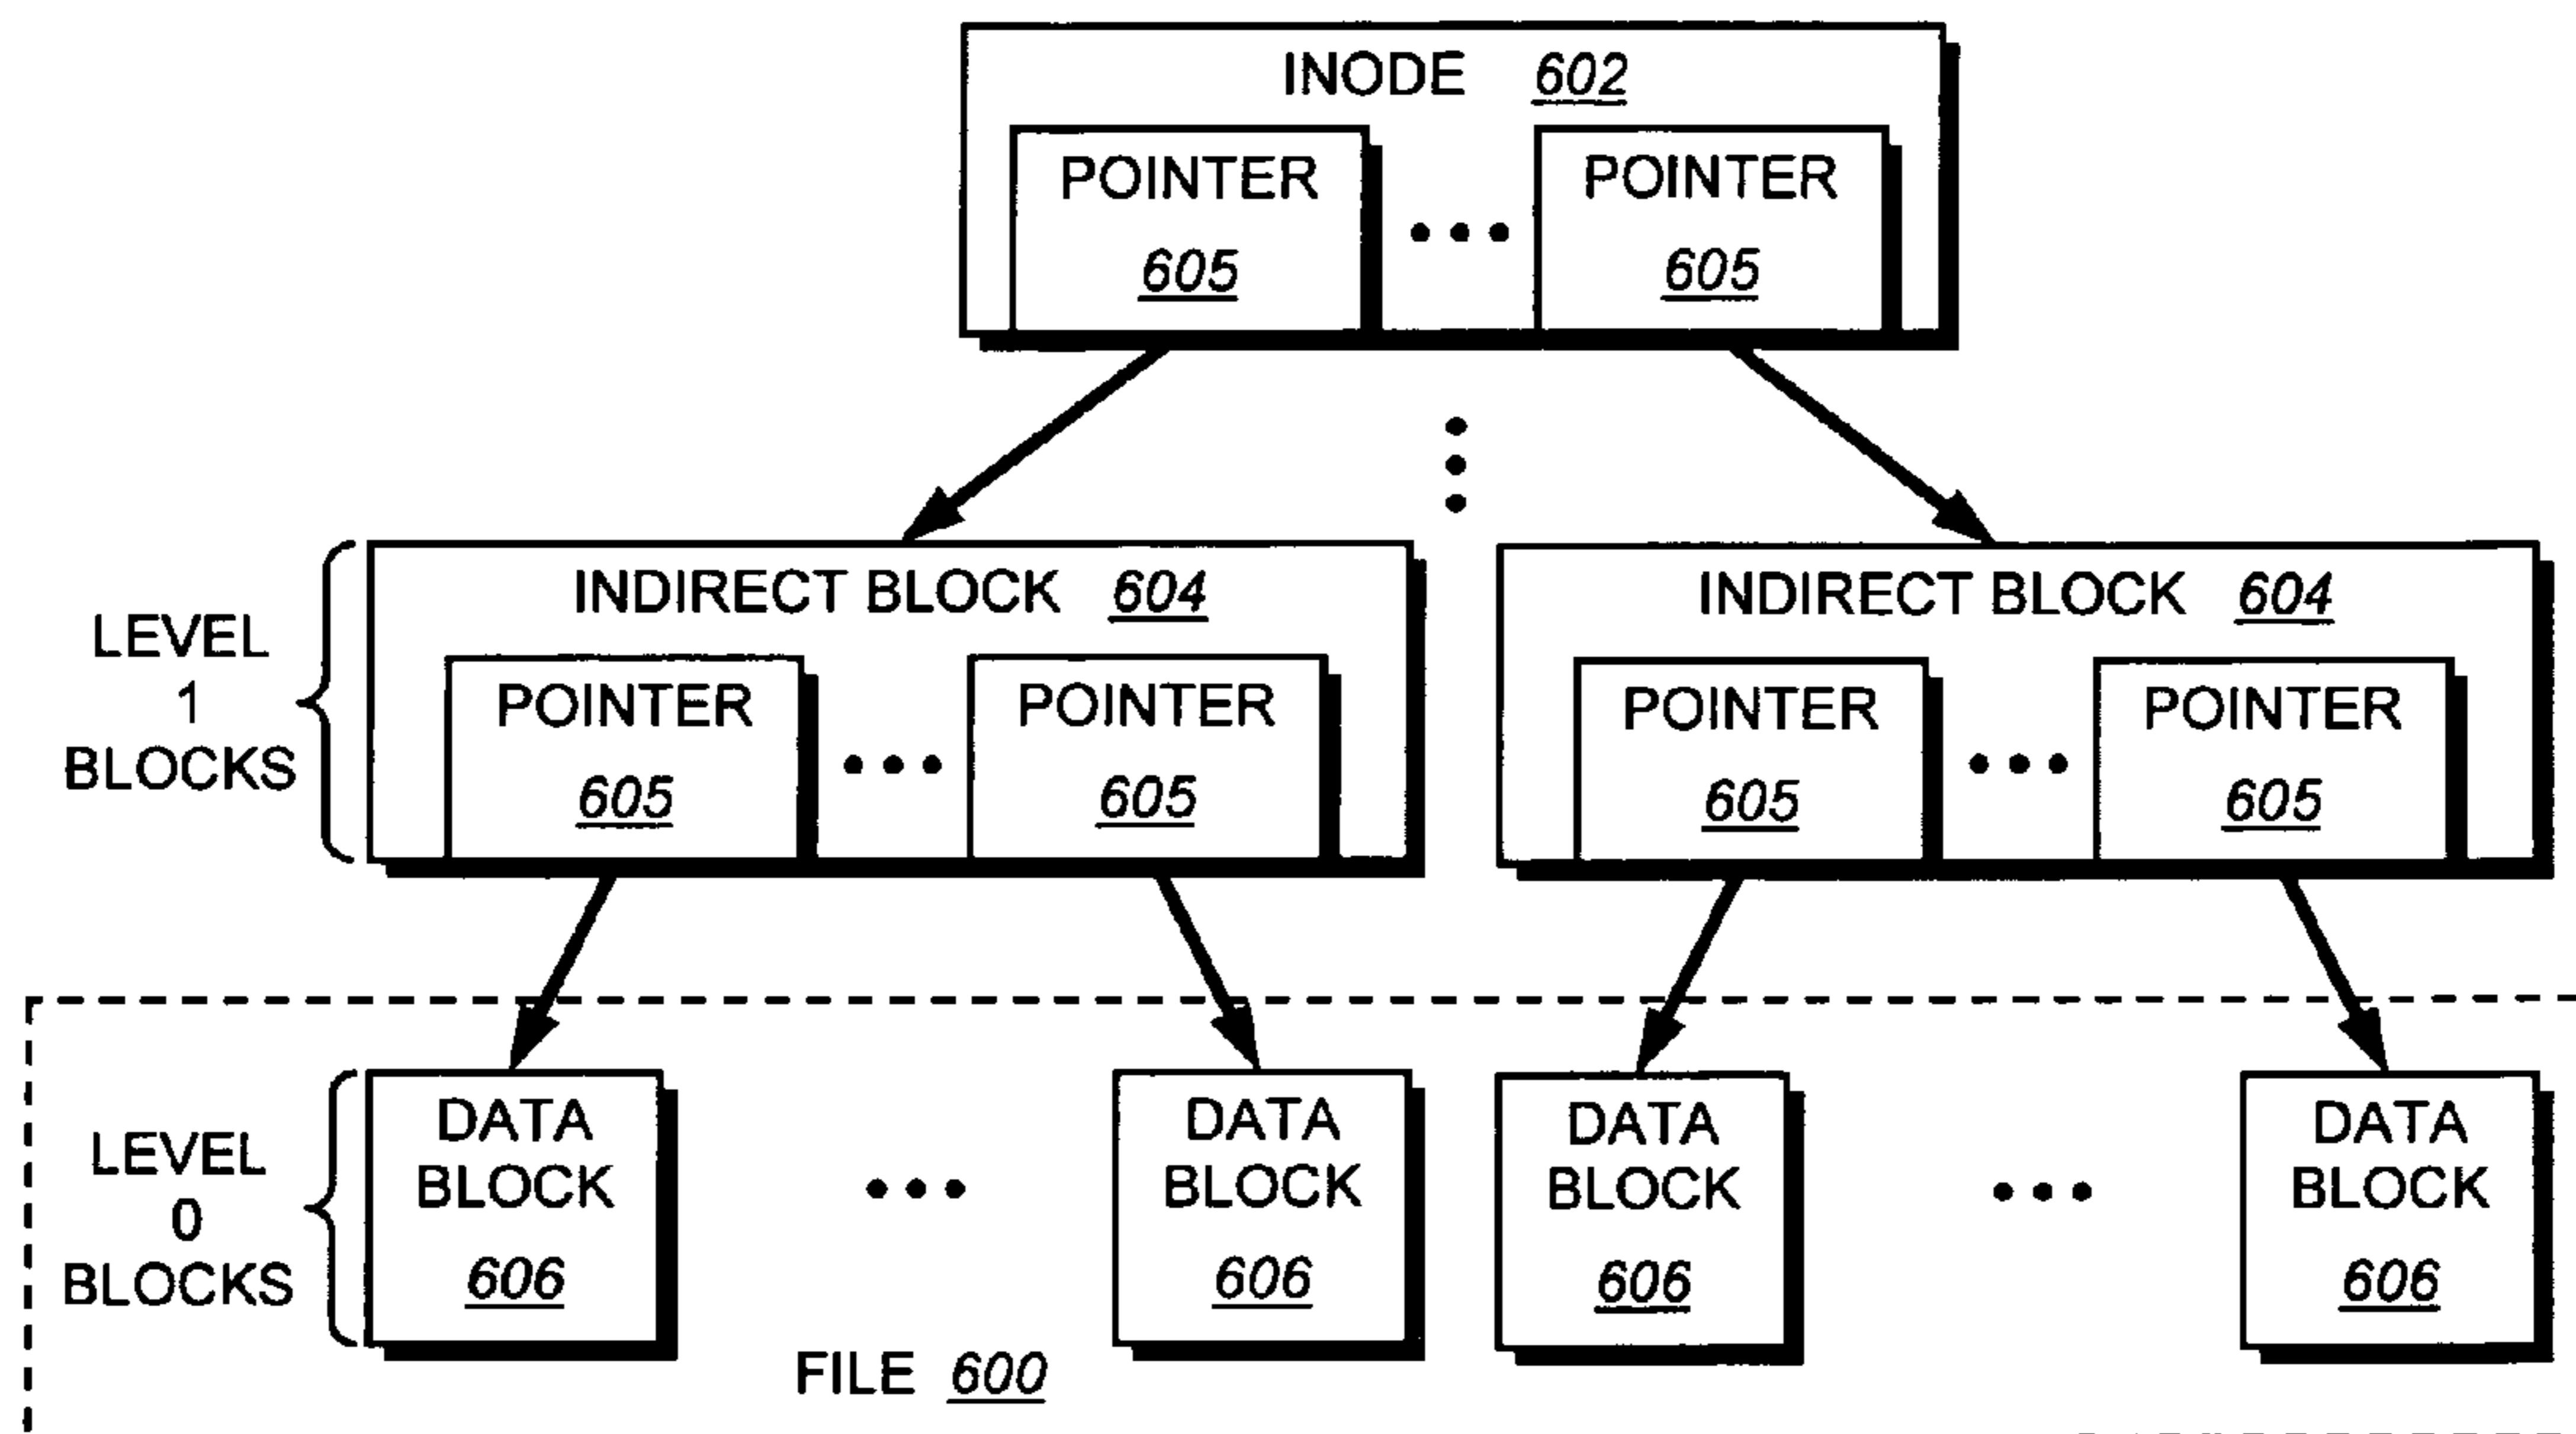 INODE 602
POINTER POINTER
605 605
INDIRECT BLOCK 604 INDIRECT BLOCK 604
LEVEL
1
BLOCKS
POINTER POINTER POINTER POINTER
605 605 605 605
LEVEL
0
BLOCKS
DATA
BLOCK
606
DATA
BLOCK
606
DATA
BLOCK
606
DATA
BLOCK
606
FILE 600